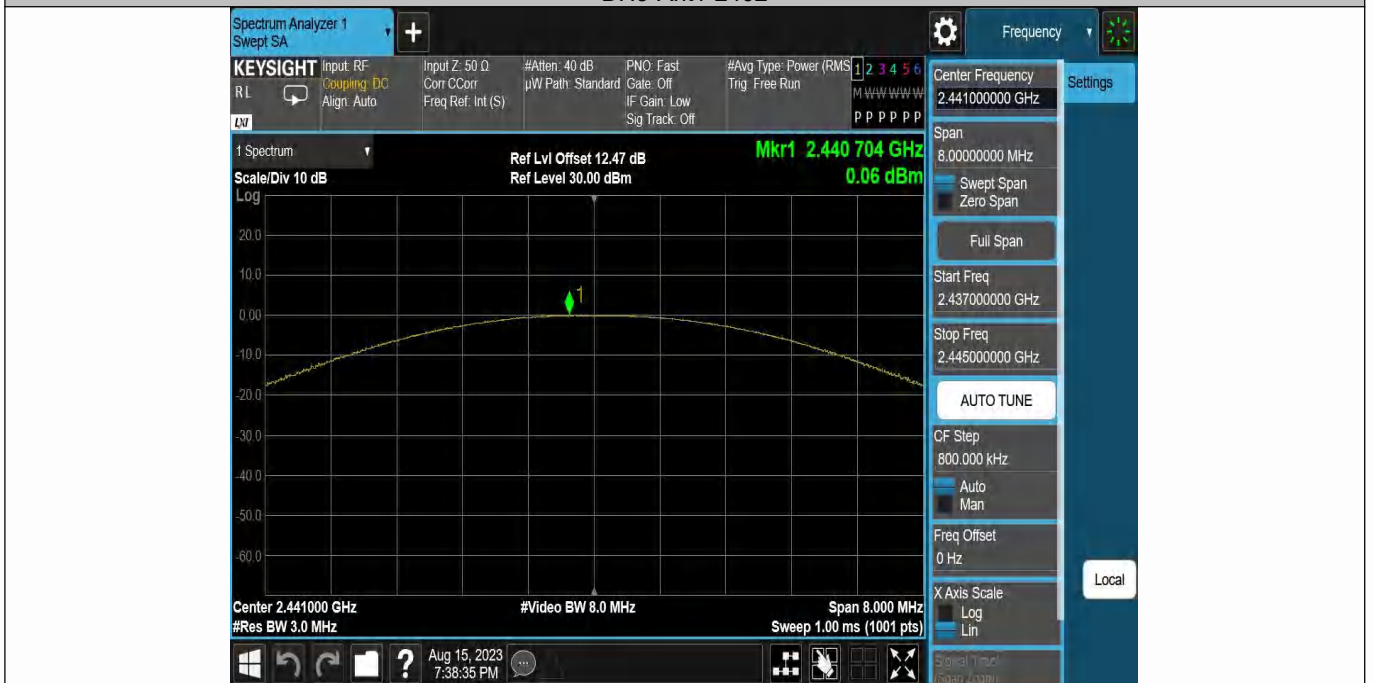 Spectrum Analyzer 1
Swept SA
Frequency
KEYSIGHT
RL
LXI
Input: RF
Coupling: DC
Align: Auto
Input Z: 50 Ω
Corr CCorr
Freq Ref: Int (S)
#Atten: 40 dB
µW Path: Standard
PNO: Fast
Gate: Off
IF Gain: Low
Sig Track: Off
#Avg Type: Power (RMS
Trig: Free Run
1 2 3 4 5 6
M W W W W W
P P P P P P
1 Spectrum
Scale/Div 10 dB
Log
Ref Lvl Offset 12.47 dB
Ref Level 30.00 dBm
Mkr1 2.440 704 GHz
0.06 dBm
20.0
10.0
1
0.00
-10.0
-20.0
-30.0
-40.0
-50.0
-60.0
Center 2.441000 GHz
#Video BW 8.0 MHz
Span 8.000 MHz
#Res BW 3.0 MHz
Sweep 1.00 ms (1001 pts)
?
Aug 15, 2023
7:38:35 PM
Center Frequency
2.441000000 GHz
Settings
Span
8.00000000 MHz
Swept Span
Zero Span
Full Span
Start Freq
2.437000000 GHz
Stop Freq
2.445000000 GHz
AUTO TUNE
CF Step
800.000 kHz
Auto
Man
Freq Offset
0 Hz
X Axis Scale
Log
Lin
Local
Signal Track
(Span Zoom)